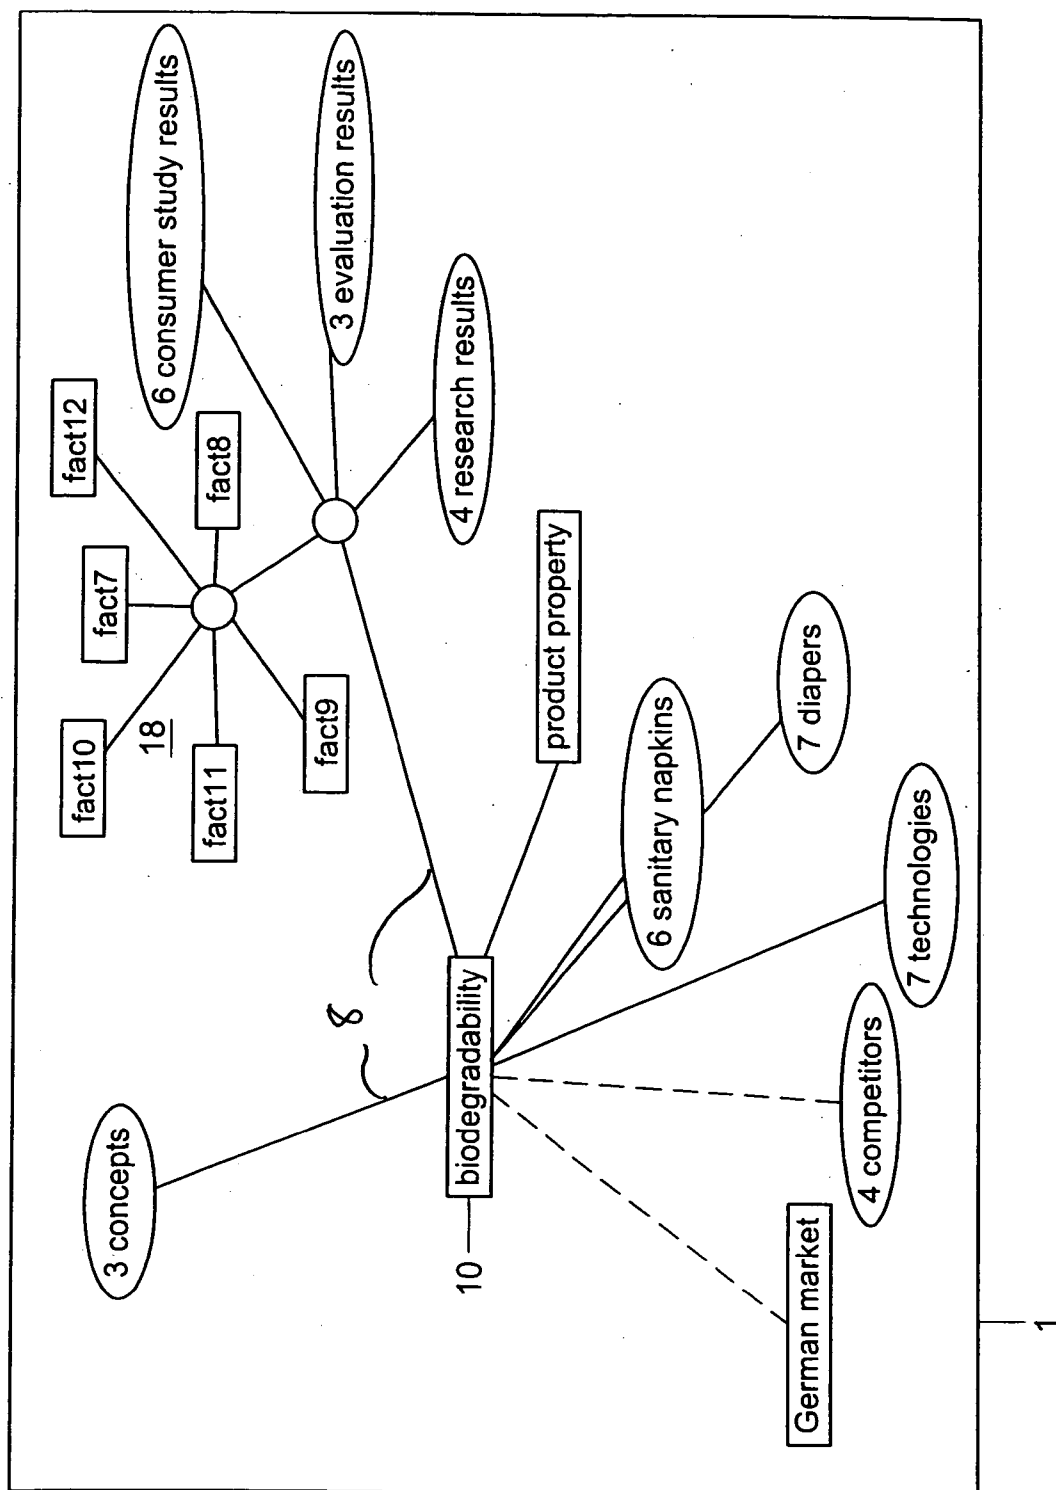 6 consumer study results
3 evaluation results
4 research results
fact12
fact8
fact7
fact10
18
fact11
fact9
product property
8
3 concepts
biodegradability
10
6 sanitary napkins
7 diapers
7 technologies
4 competitors
German market
1